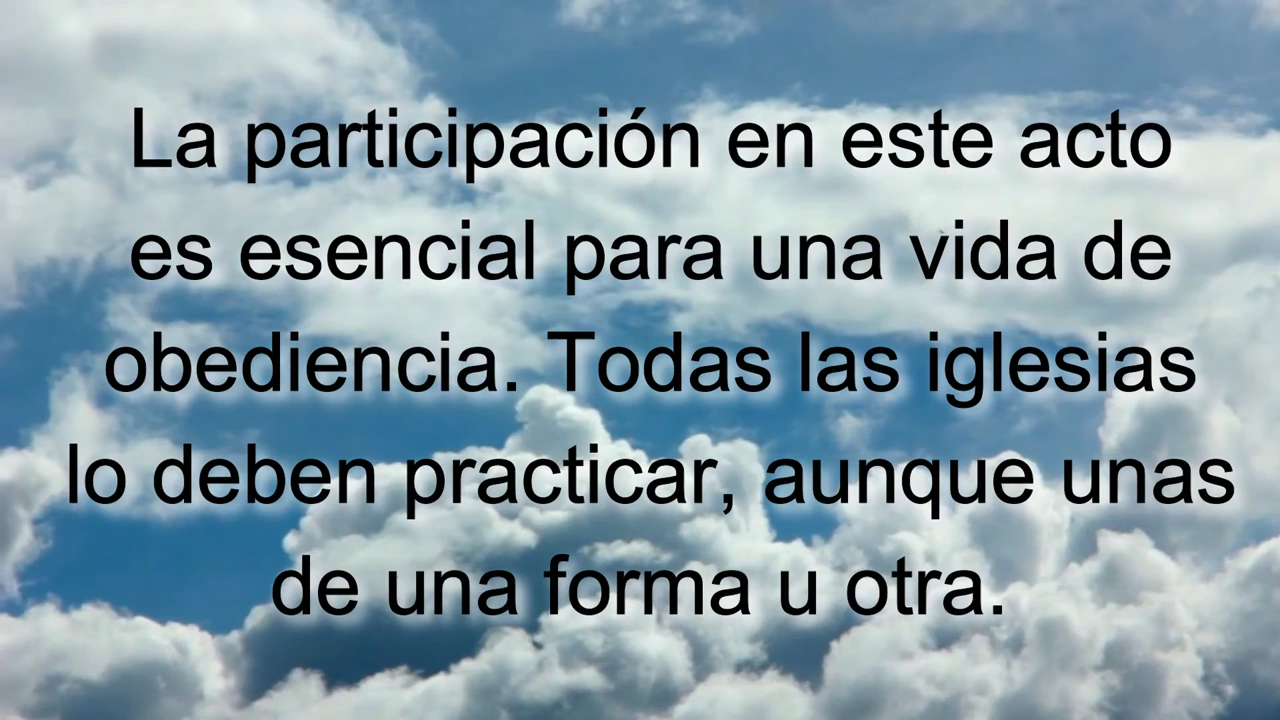 La participación en este acto
es esencial para una vida de
obediencia. Todas las iglesias
lo deben practicar, aunque unas
de una forma u otra.